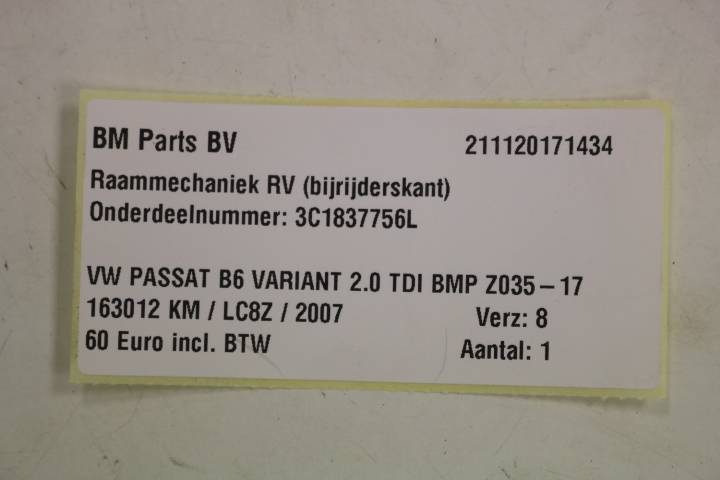 BM Parts BV 211120171434
Raammechaniek RV (bijrijderskant)
Onderdeelnummer: 3C1837756L
VW PASSAT B6 VARIANT 2.0 TDI BMP Z035-17
163012 KM / LC8Z / 2007 Verz: 8
60 Euro incl. BTW Aantal: 1